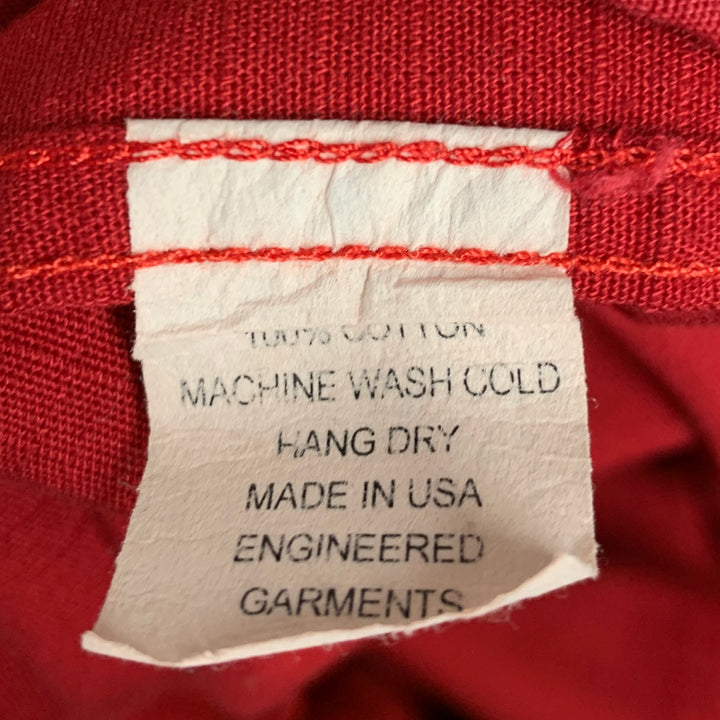 100% COTTON
MACHINE WASH COLD
HANG DRY
MADE IN USA
ENGINEERED
GARMENTS